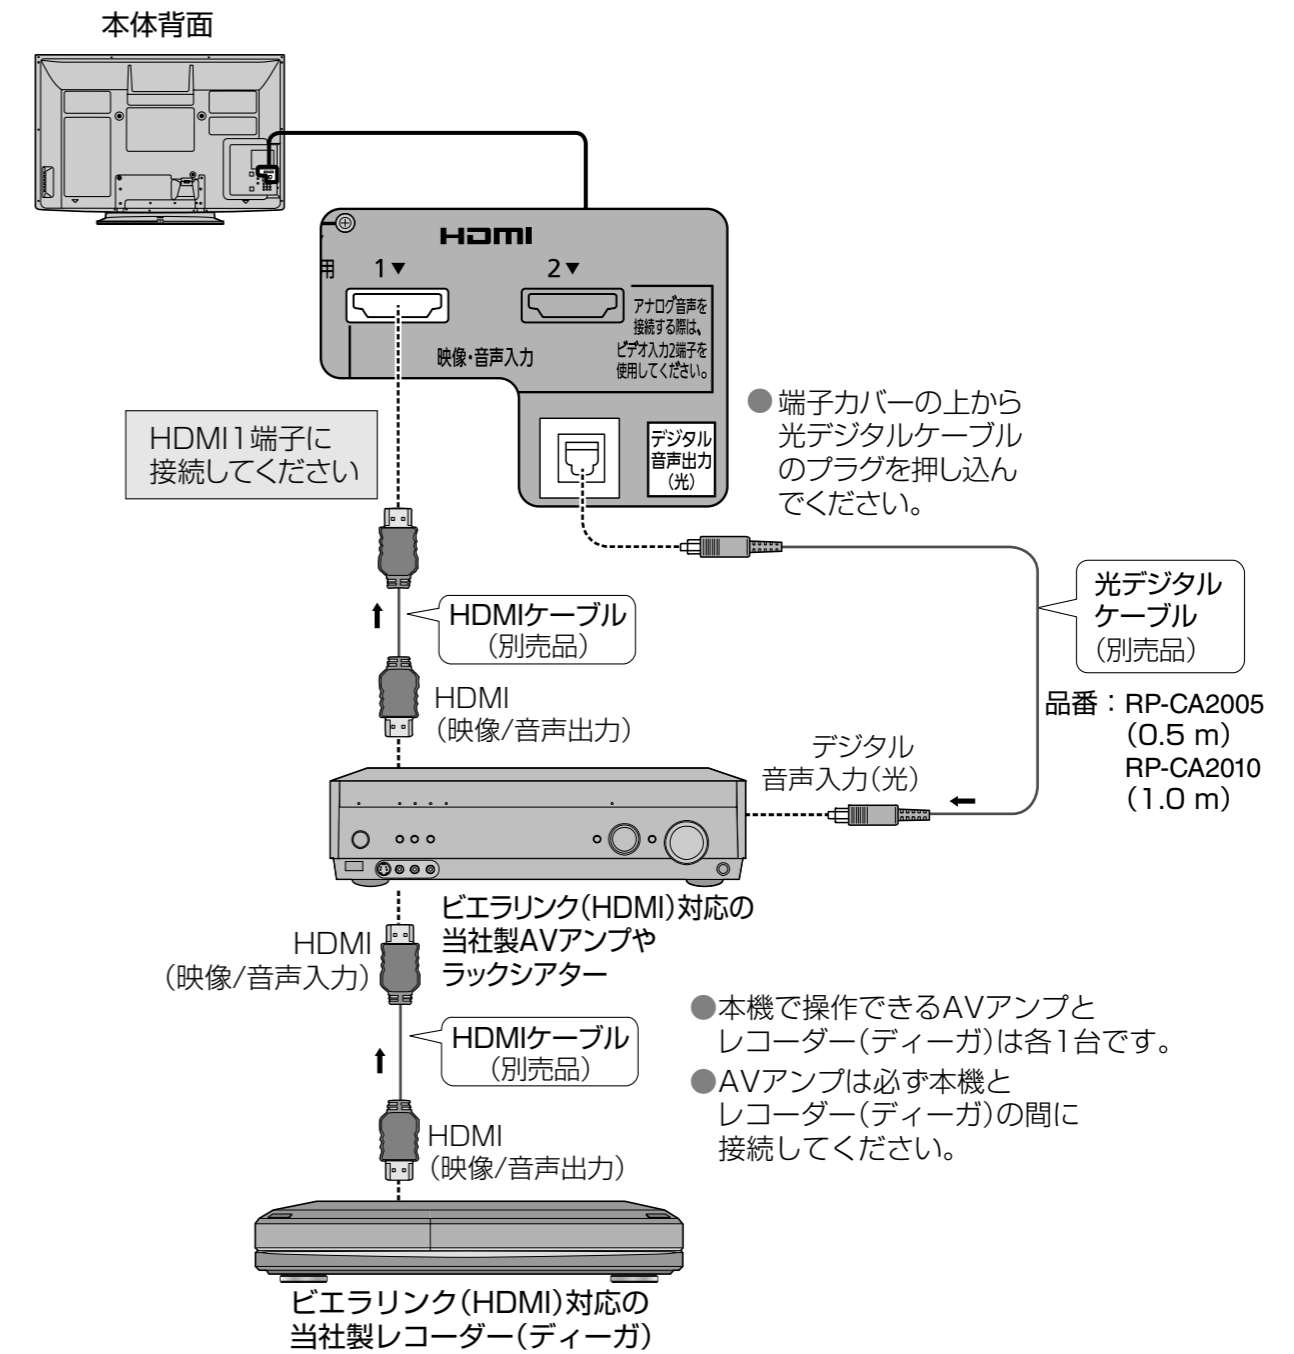 本体背面
HDMI
用
1▼
2▼
アナログ音声を
接続する際は、
ビデオ入力2端子を
使用してください。
映像・音声入力
デジタル
音声出力
(光)
●端子カバーの上から
光デジタルケーブル
のプラグを押し込ん
でください。
HDMI1端子に
接続してください
HDMIケーブル
(別売品)
光デジタル
ケーブル
(別売品)
品番：RP-CA2005
(0.5 m)
RP-CA2010
(1.0 m)
HDMI
(映像/音声出力)
デジタル
音声入力(光)
ビエラリンク(HDMI)対応の
当社製AVアンプや
ラックシアター
HDMI
(映像/音声入力)
HDMIケーブル
(別売品)
●本機で操作できるAVアンプと
レコーダー(ディーガ)は各1台です。
●AVアンプは必ず本機と
レコーダー(ディーガ)の間に
接続してください。
HDMI
(映像/音声出力)
ビエラリンク(HDMI)対応の
当社製レコーダー(ディーガ)